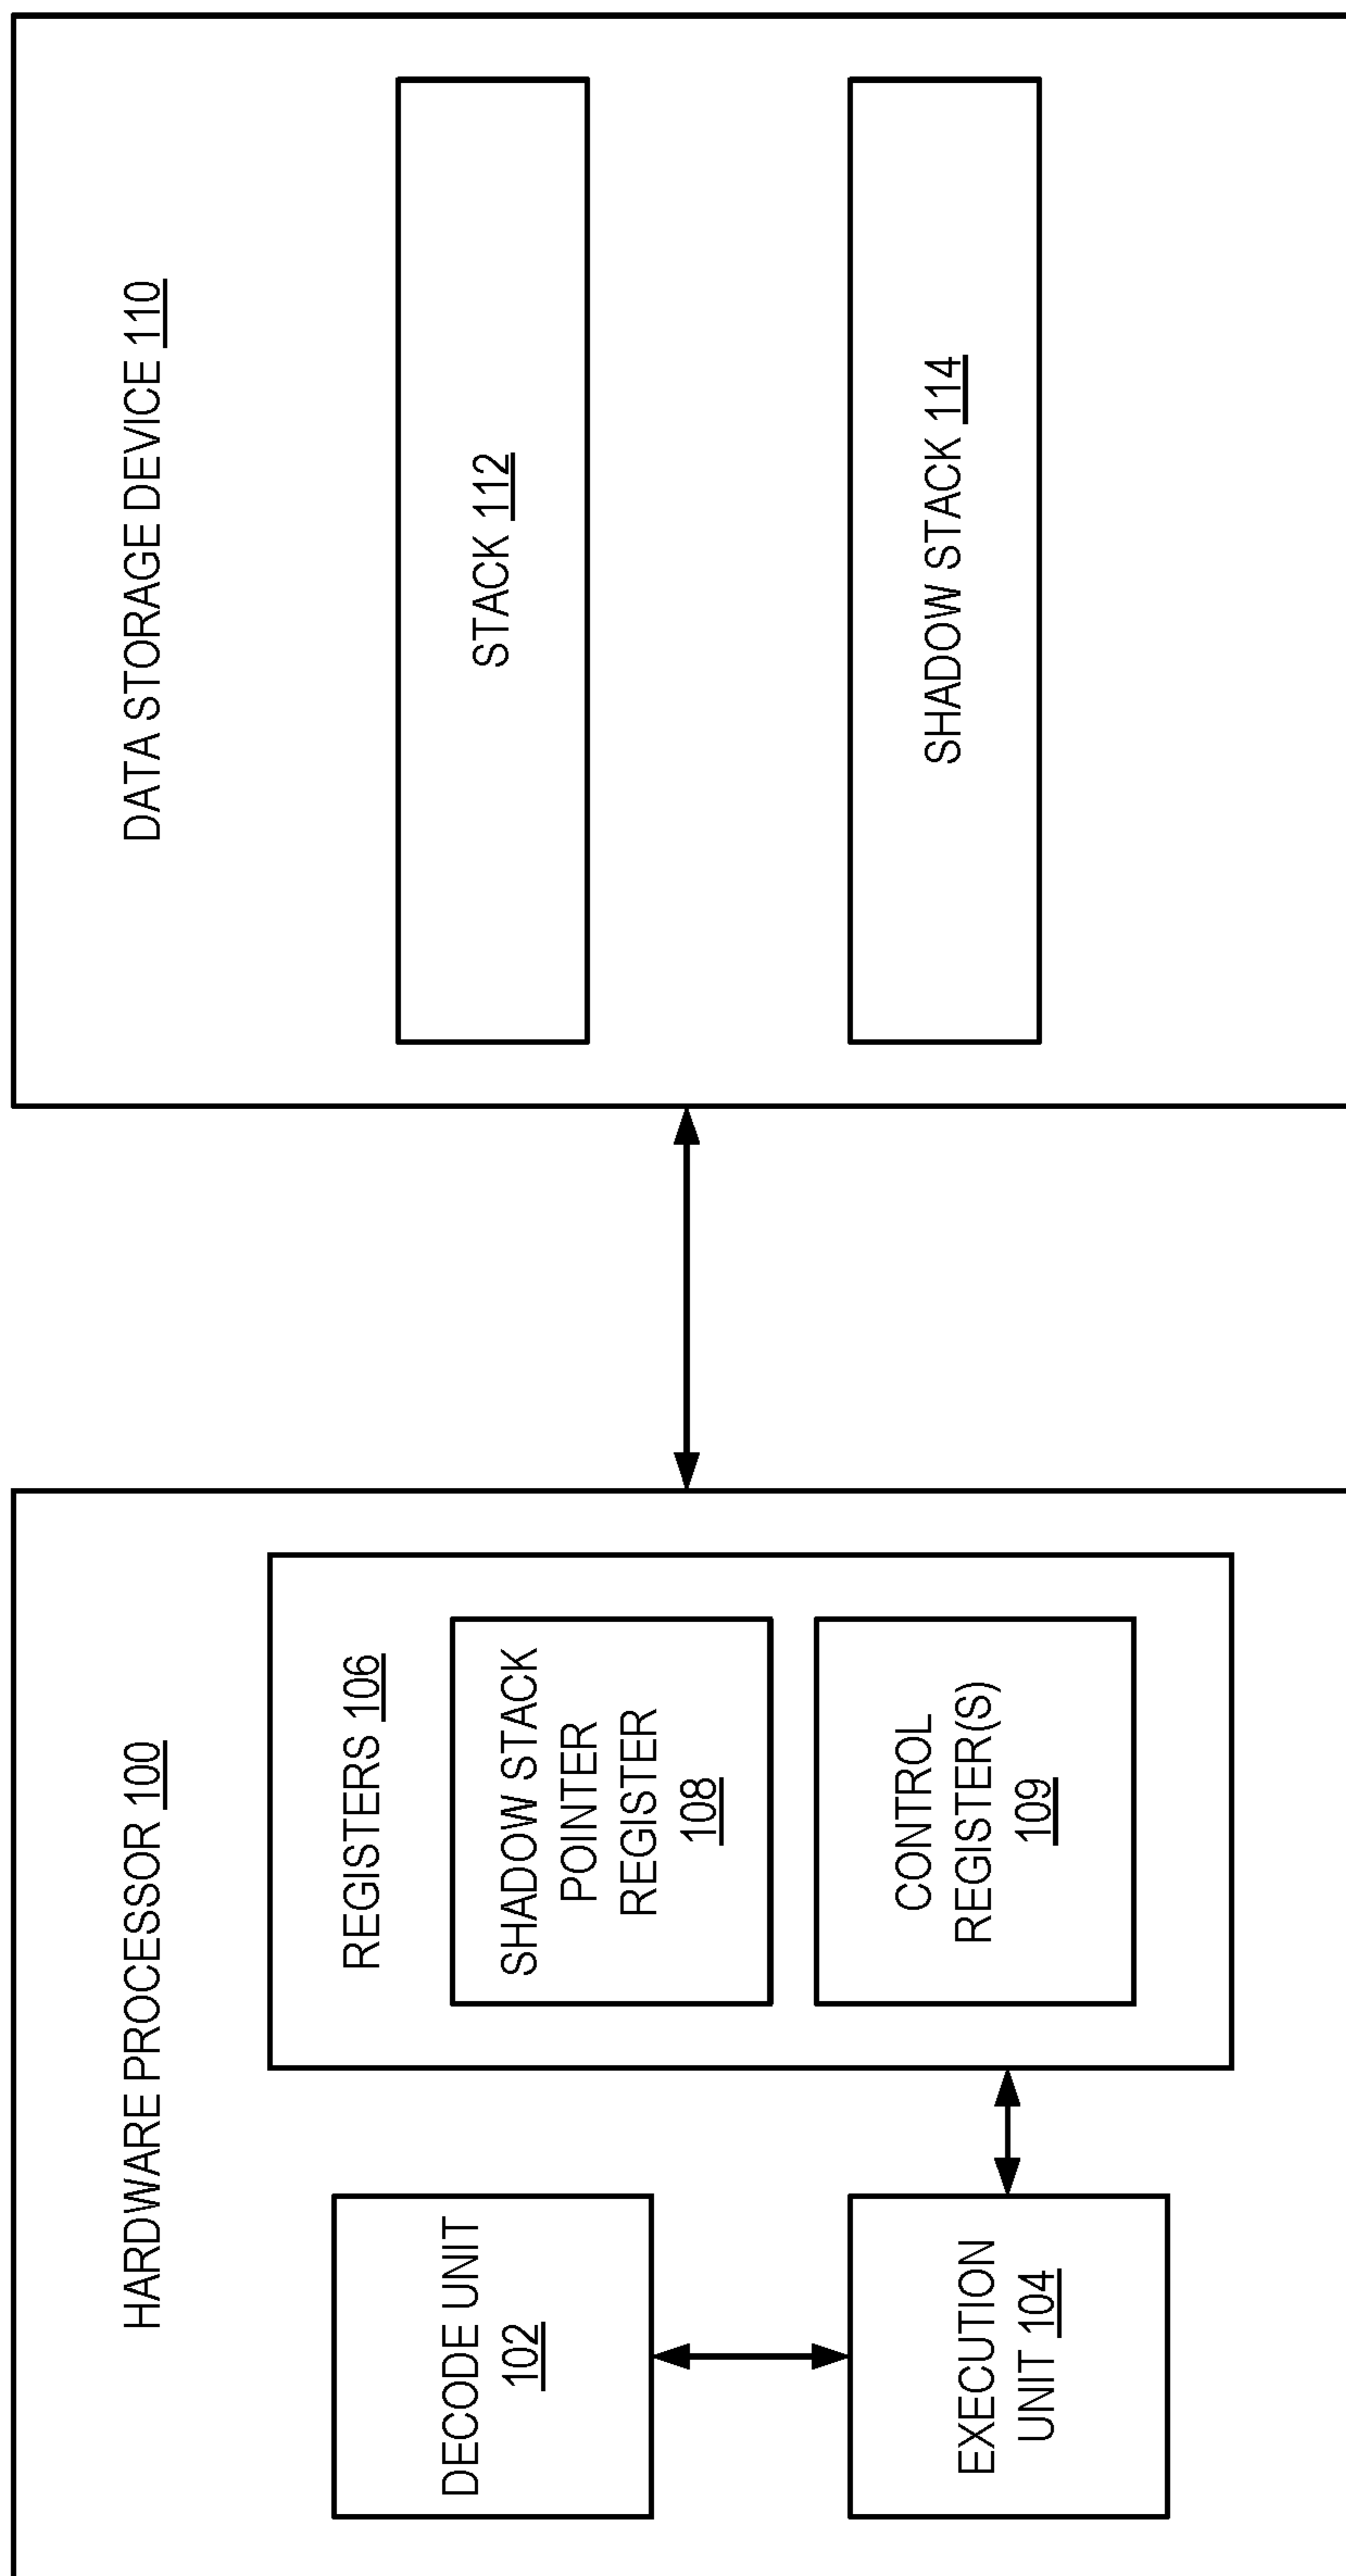 HARDWARE PROCESSOR 100
DECODE UNIT
102
EXECUTION
UNIT 104
REGISTERS 106
SHADOW STACK
POINTER
REGISTER
108
CONTROL
REGISTER(S)
109
DATA STORAGE DEVICE 110
STACK 112
SHADOW STACK 114